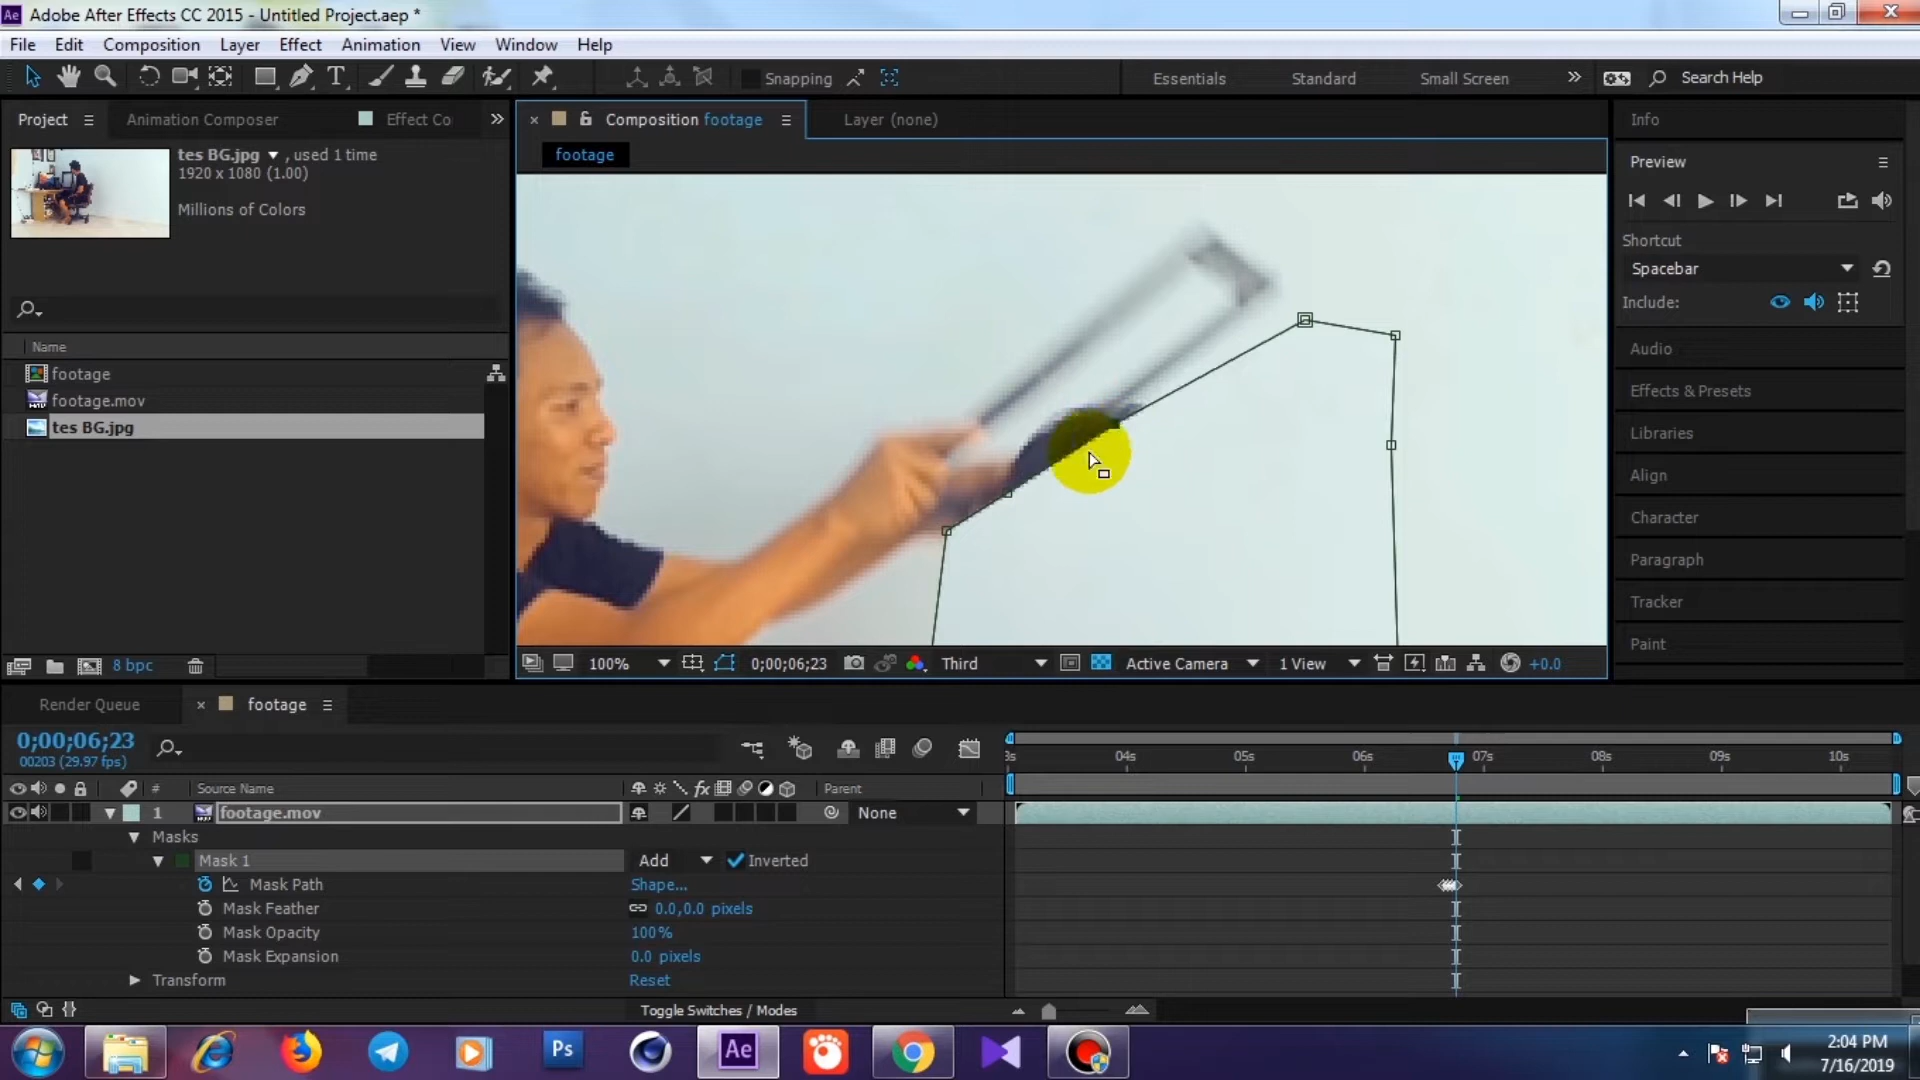 Adobe After Effects CC 2015 - Untitled Project.aep *
File Edit Composition Layer Effect Animation View Window Help
Snapping Essentials Standard Small Screen Search Help
Project Animation Composer Effect Co
Composition footage Layer (none)
footage
tes BG.jpg , used 1 time
1920 x 1080 (1.00)
Millions of Colors
Name
footage
footage.mov
tes BG.jpg
8 bpc
100% 0;00;06;23 Third Active Camera 1 View +0.0
Info
Preview
Shortcut
Spacebar
Include:
Audio
Effects & Presets
Libraries
Align
Character
Paragraph
Tracker
Paint
Render Queue footage
0;00;06;23
00203 (29.97 fps)
04s 05s 06s 07s 08s 09s 10s
# Source Name fx Parent
1 footage.mov None
Masks
Mask 1 Add Inverted
Mask Path Shape...
Mask Feather 0.0,0.0 pixels
Mask Opacity 100%
Mask Expansion 0.0 pixels
Transform Reset
Toggle Switches / Modes
Ps Ae
2:04 PM
7/16/2019